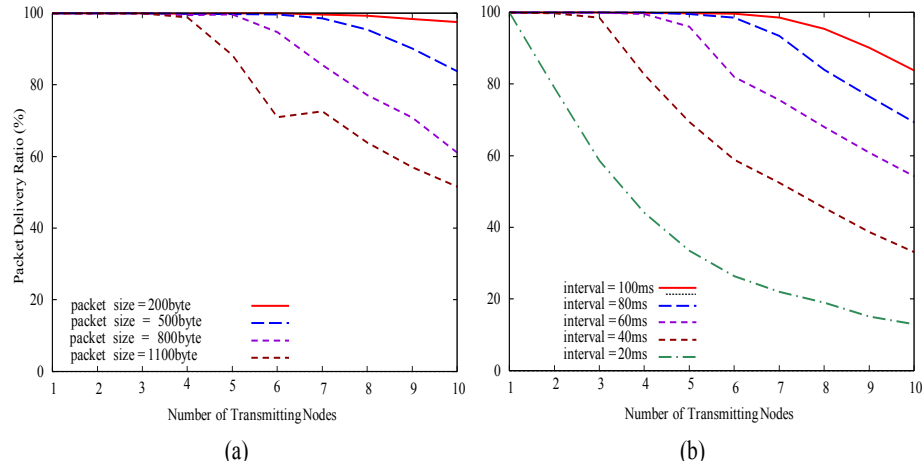 100
80
60
40
20
0
Packet Delivery Ratio (%)
packet size=200byte
packet size = 500byte
packet size = 800byte
packet size=1100byte
1 2 3 4 5 6 7 8 9 10
Number of Transmitting Nodes
(a)
100
80
60
40
20
0
interval=100ms
interval=80ms
interval=60ms
interval=40ms
interval=20ms
1 2 3 4 5 6 7 8 9 10
Number of Transmitting Nodes
(b)